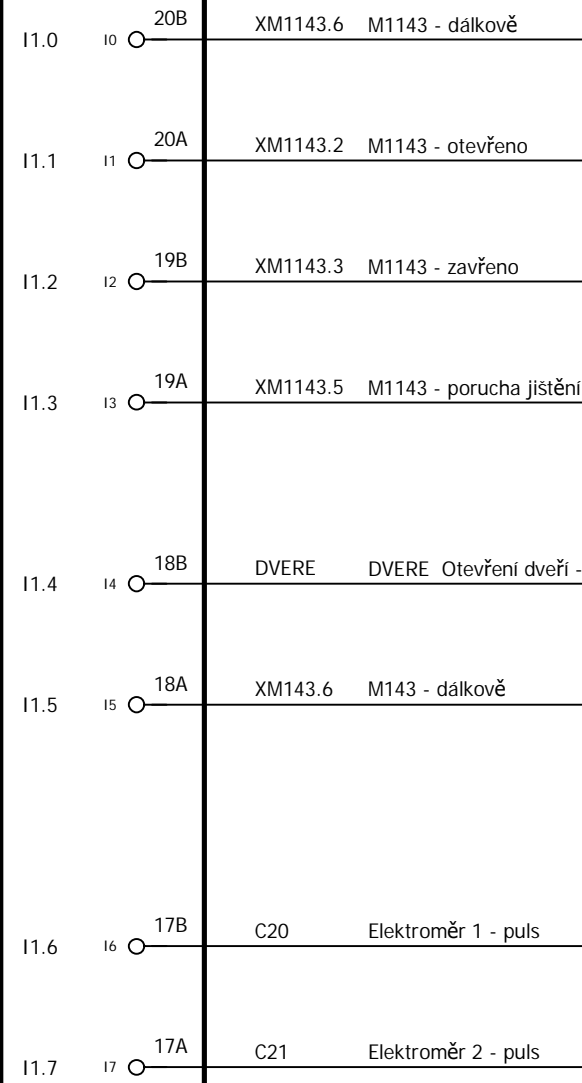 I1.0 I0 20B XM1143.6 M1143 - dálkově
I1.1 I1 20A XM1143.2 M1143 - otevřeno
I1.2 I2 19B XM1143.3 M1143 - zavřeno
I1.3 I3 19A XM1143.5 M1143 - porucha jištění
I1.4 I4 18B DVERE DVERE Otevření dveří -
I1.5 I5 18A XM143.6 M143 - dálkově
I1.6 I6 17B C20 Elektroměr 1 - puls
I1.7 I7 17A C21 Elektroměr 2 - puls